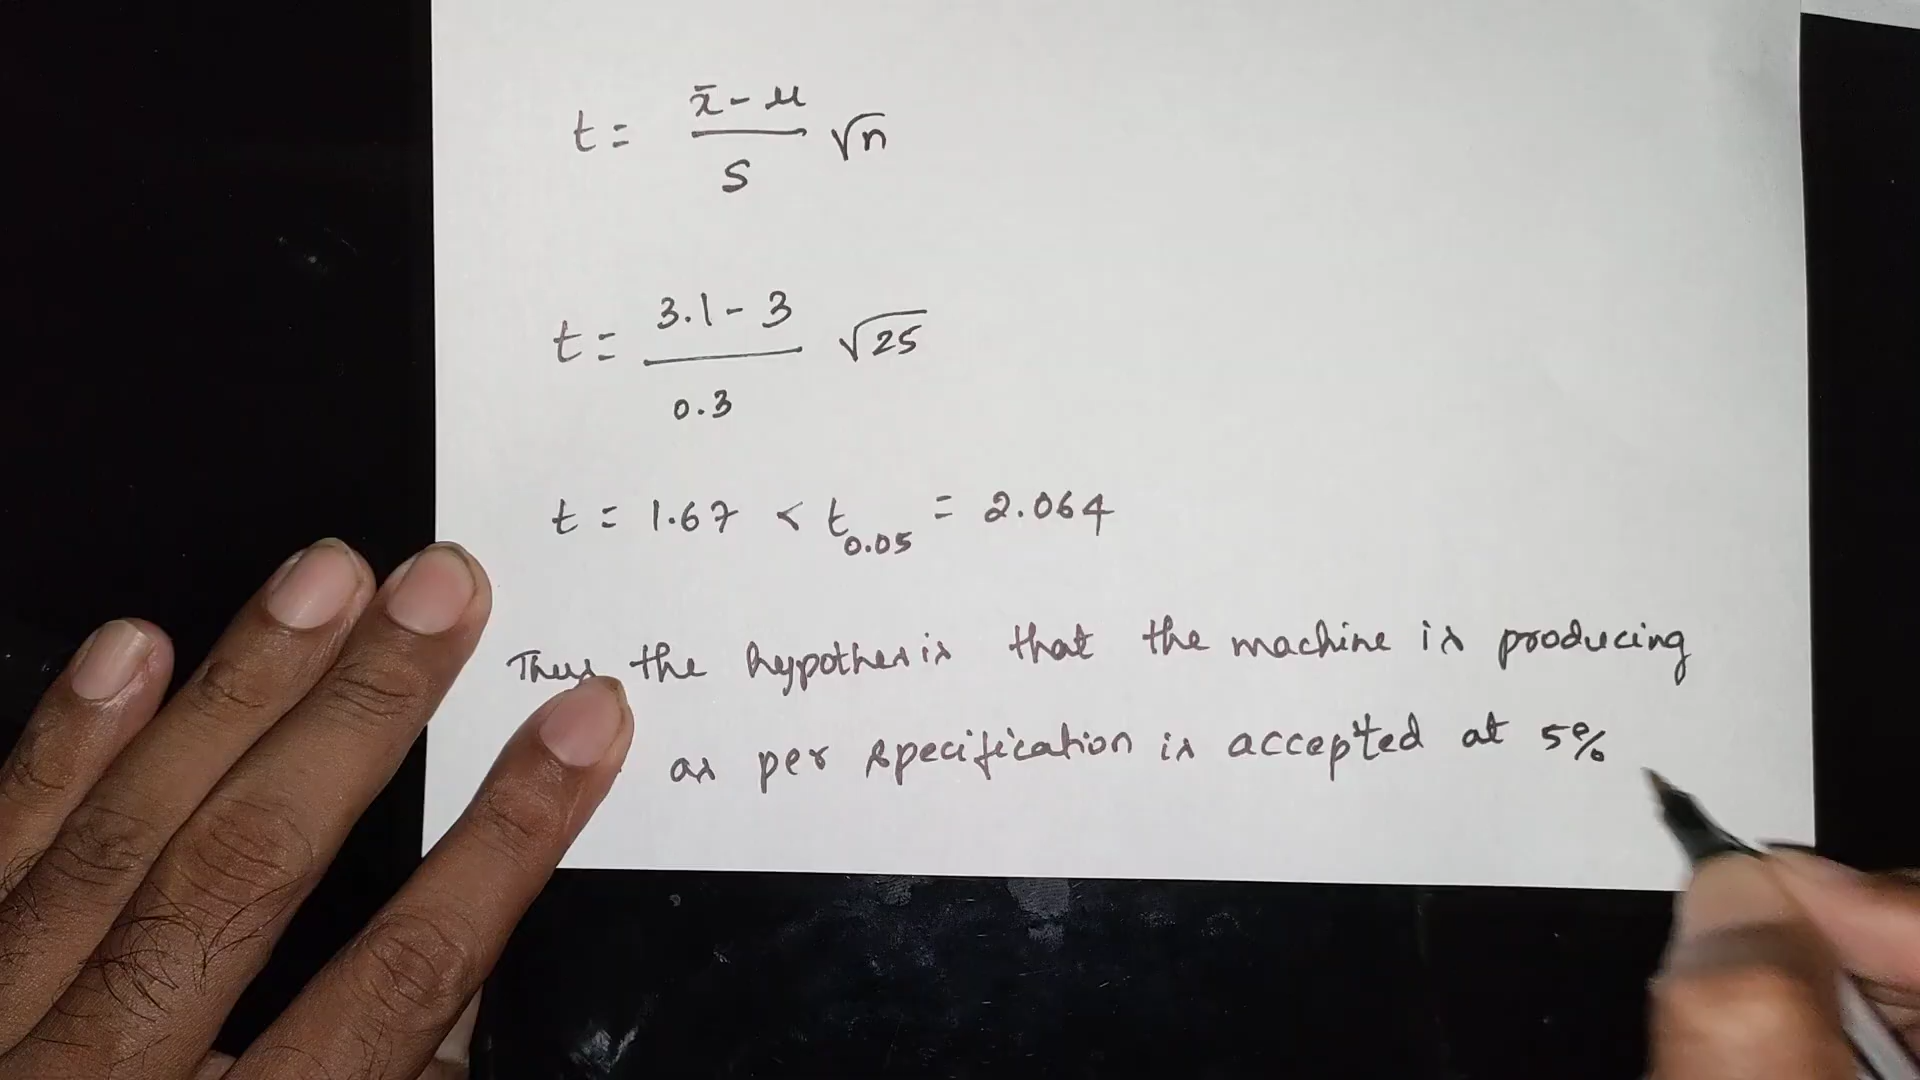 t = x̄ - μ / S √n
t = 3.1 - 3 / 0.3 √25
t = 1.67 < t0.05 = 2.064
Thus the hypothesis that the machine is producing
as per specification is accepted at 5%